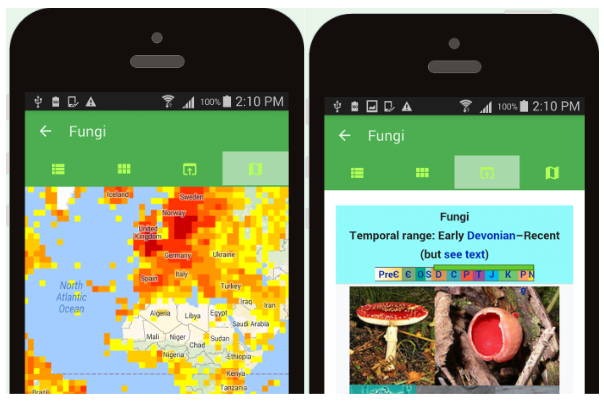 100% 2:10 PM
Fungi
Iceland
Sweden
Norway
United
Kingdom
Germany
Ukraine
Spain
Italy
Turkey
North
Atlantic
Ocean
Iraq
Iran
Algeria
Libya
Egypt
Saudi Arabia
Mali
Niger
Chad
Sudan
Nigeria
Ethiopia
Kenya
Tanzania
Brazil
100% 2:10 PM
Fungi
Fungi
Temporal range: Early Devonian–Recent
(but see text)
PreЄ Є O S D C P T J K P N